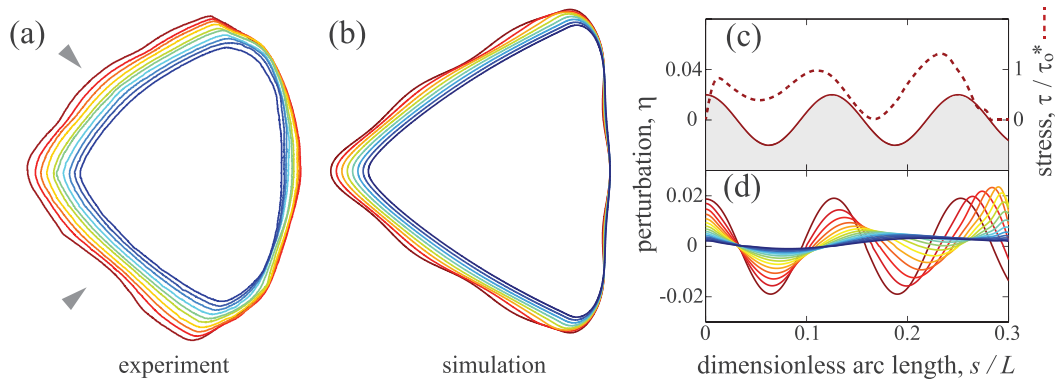 (a)
(b)
(c)
(d)
experiment
simulation
0.04
0
0.02
0
-0.02
perturbation, η
1
0
stress, τ / τₒ*
0
0.1
0.2
0.3
dimensionless arc length, s / L